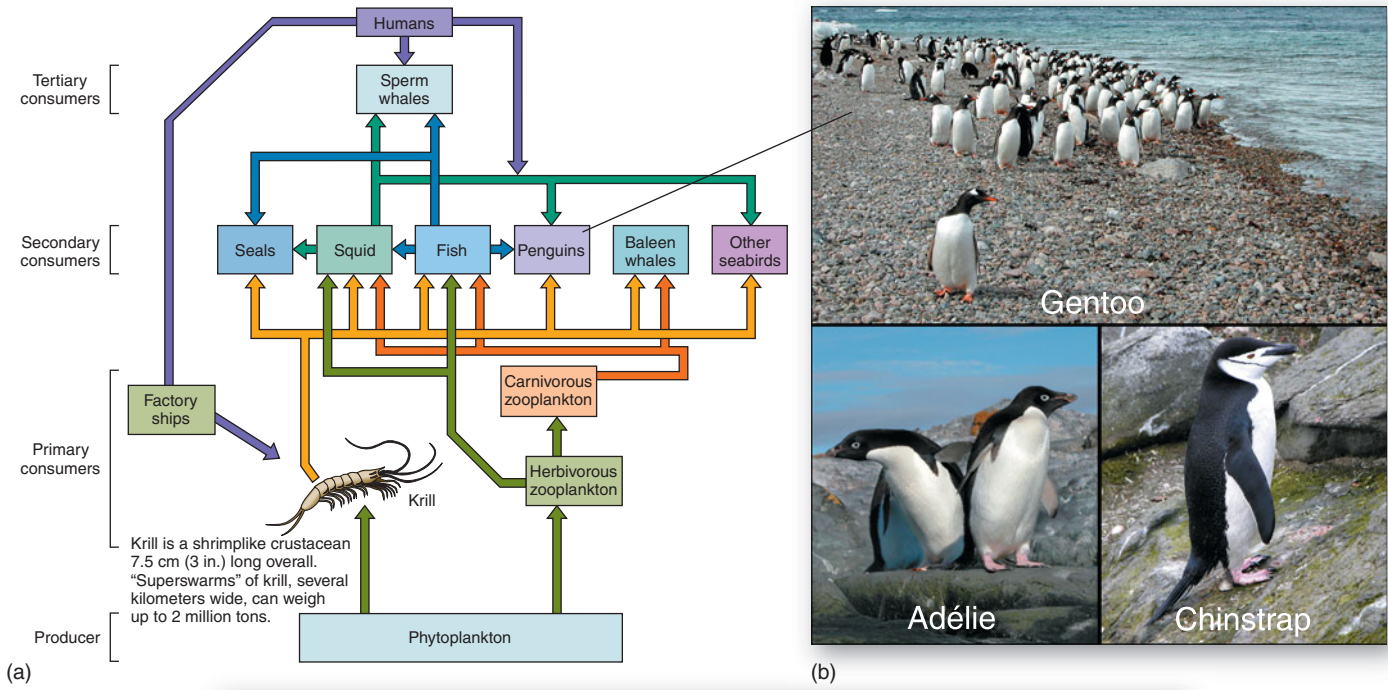 Humans
Tertiary
consumers
Sperm
whales
Secondary
consumers
Seals
Squid
Fish
Penguins
Baleen
whales
Other
seabirds
Primary
consumers
Factory
ships
Carnivorous
zooplankton
Herbivorous
zooplankton
Krill
Krill is a shrimplike crustacean
7.5 cm (3 in.) long overall.
“Superswarms” of krill, several
kilometers wide, can weigh
up to 2 million tons.
Producer
Phytoplankton
(a)
Gentoo
Adélie
Chinstrap
(b)